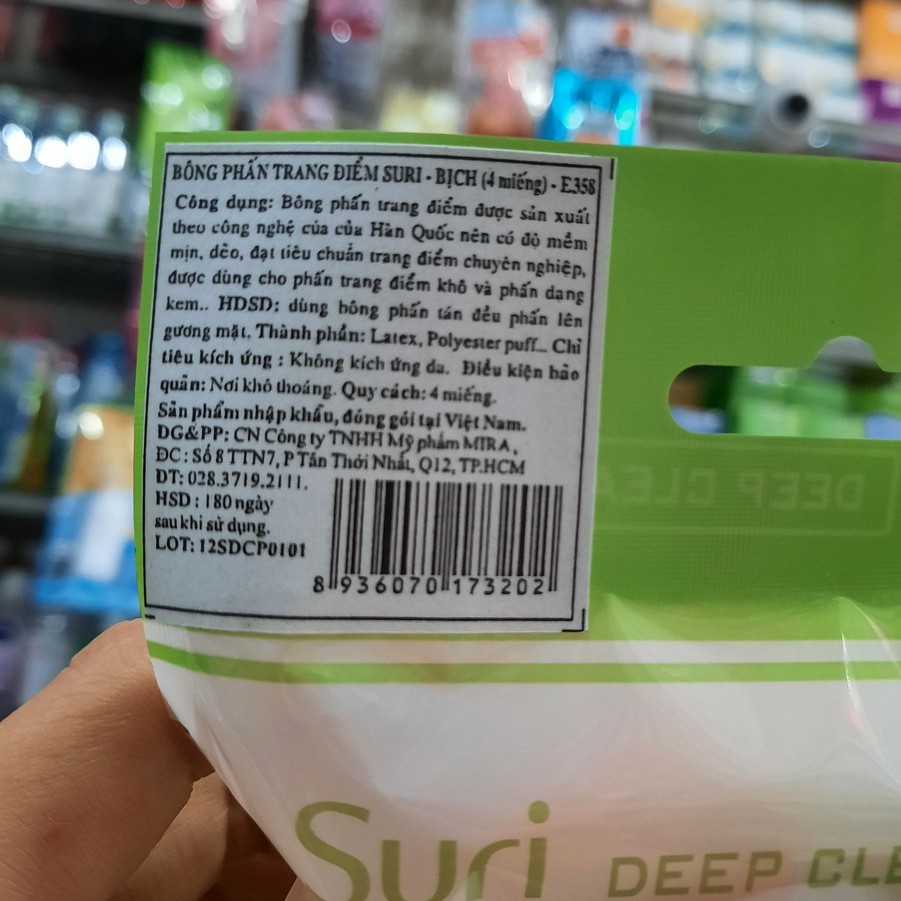 BÔNG PHẤN TRANG ĐIỂM SURI - BỊCH (4 miếng) - E358
Công dụng: Bông phấn trang điểm được sản xuất
theo công nghệ của của Hàn Quốc nên có độ mềm
mịn, dẻo, đạt tiêu chuẩn trang điểm chuyên nghiệp,
được dùng cho phấn trang điểm khô và phấn dạng
kem.. HDSD: dùng bông phấn tán đều phấn lên
gương mặt. Thành phần: Latex, Polyester puff... Chỉ
tiêu kích ứng : Không kích ứng da. Điều kiện bảo
quản: Nơi khô thoáng. Quy cách: 4 miếng.
Sản phẩm nhập khẩu, đóng gói tại Việt Nam.
DG&PP: CN Công ty TNHH Mỹ phẩm MIRA,
ĐC : Số 8 TTN7, P Tân Thới Nhất, Q12, TP.HCM
ĐT: 028.3719.2111.
HSD : 180 ngày
sau khi sử dụng.
LOT: 12SDCP0101
8 936070 173202
DEEP CLEA
Suri DEEP CLE